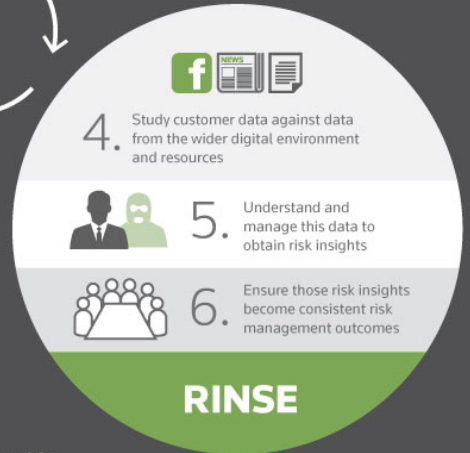 f
NEWS
4. Study customer data against data
from the wider digital environment
and resources
5. Understand and
manage this data to
obtain risk insights
6. Ensure those risk insights
become consistent risk
management outcomes
RINSE